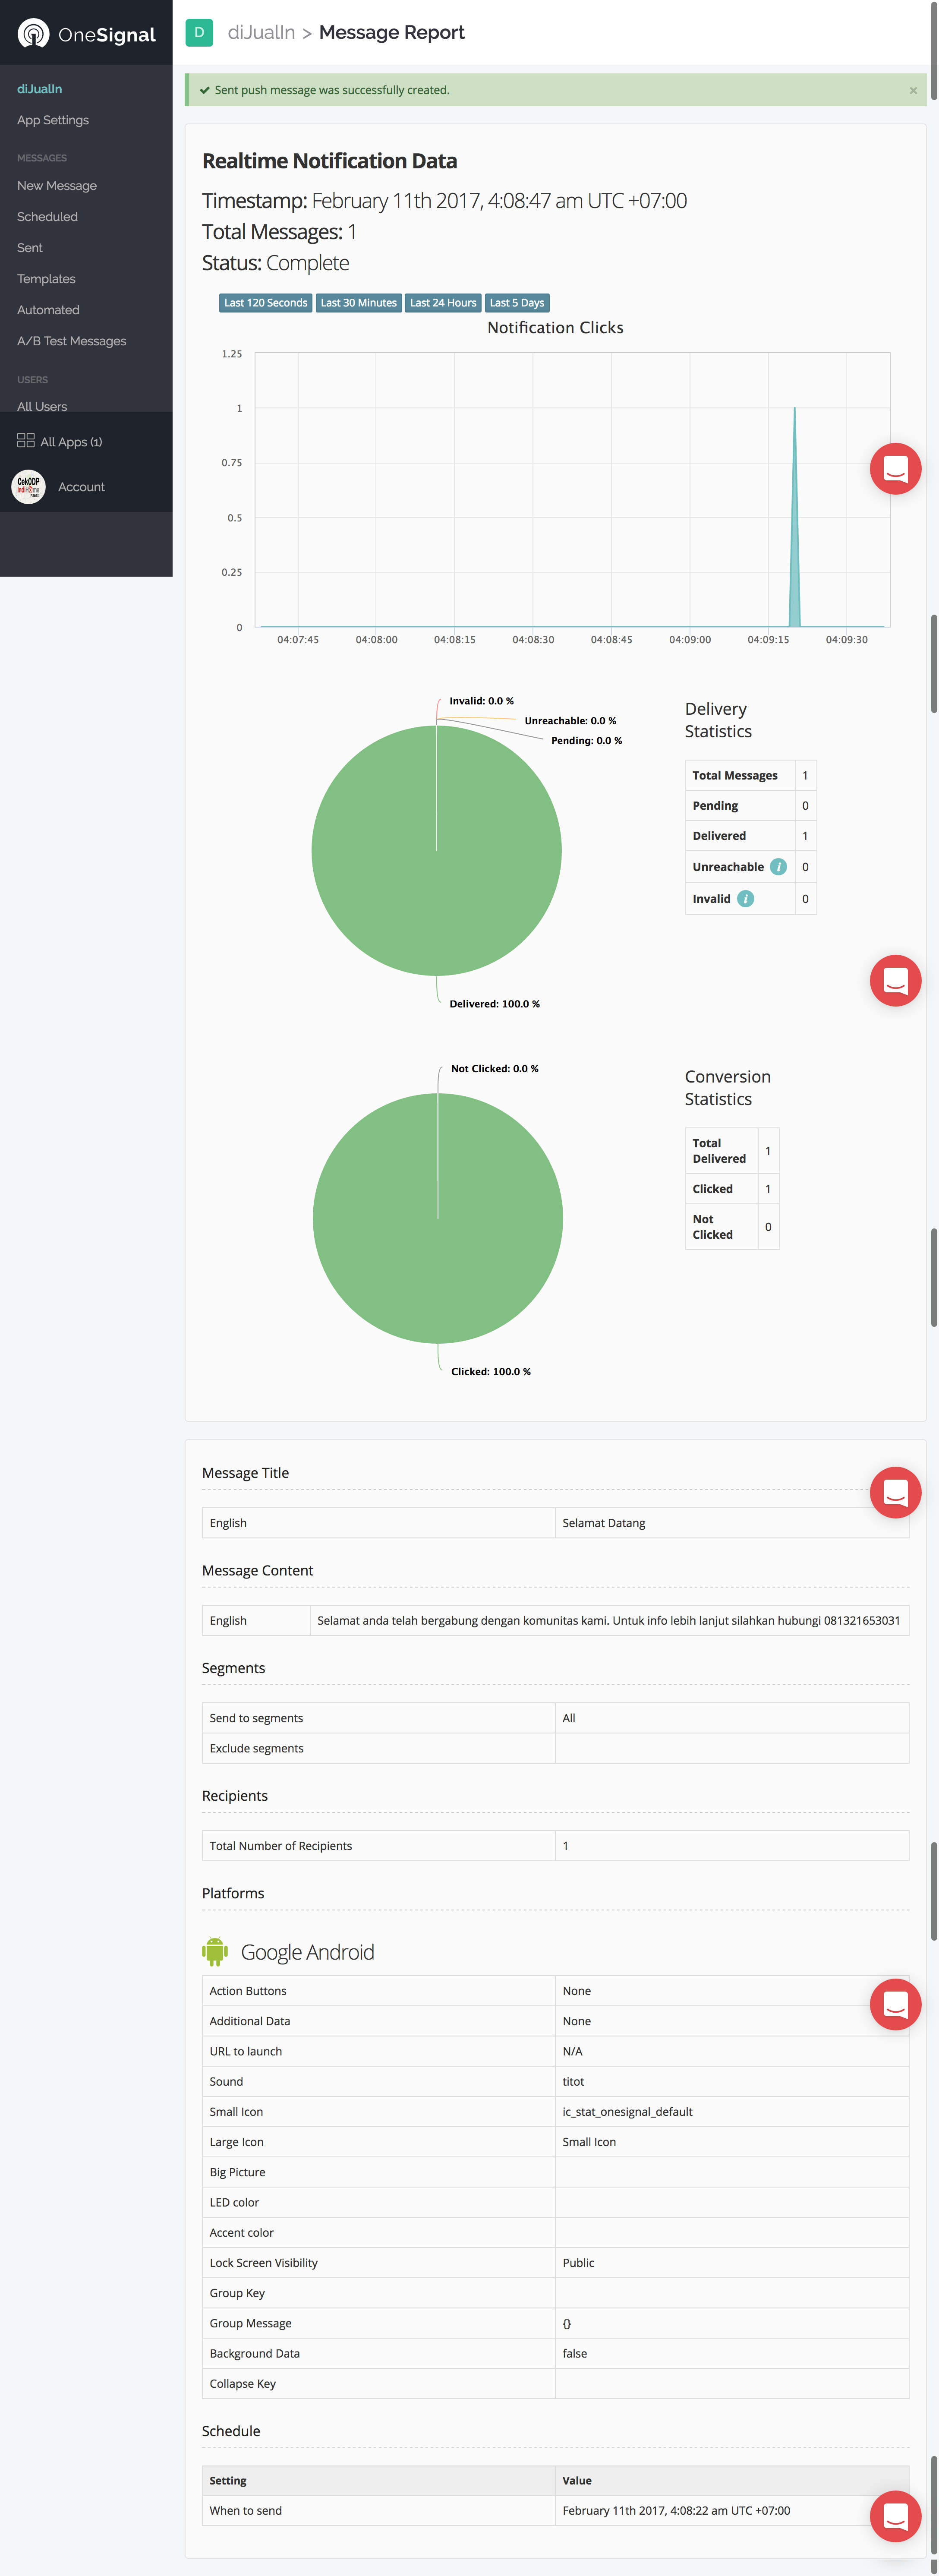 OneSignal
diJualIn
App Settings
MESSAGES
New Message
Scheduled
Sent
Templates
Automated
A/B Test Messages
USERS
All Users
All Apps (1)
CekODP
Account
D
diJualIn > Message Report
Sent push message was successfully created.
×
Realtime Notification Data
Timestamp: February 11th 2017, 4:08:47 am UTC +07:00
Total Messages: 1
Status: Complete
Last 120 Seconds Last 30 Minutes Last 24 Hours Last 5 Days
Notification Clicks
1.25
1
0.75
0.5
0.25
0
04:07:45 04:08:00 04:08:15 04:08:30 04:08:45 04:09:00 04:09:15 04:09:30
Invalid: 0.0 %
Unreachable: 0.0 %
Pending: 0.0 %
Delivered: 100.0 %
Delivery
Statistics
Total Messages 1
Pending 0
Delivered 1
Unreachable i 0
Invalid i 0
Not Clicked: 0.0 %
Clicked: 100.0 %
Conversion
Statistics
Total
Delivered 1
Clicked 1
Not
Clicked 0
Message Title
English Selamat Datang
Message Content
English Selamat anda telah bergabung dengan komunitas kami. Untuk info lebih lanjut silahkan hubungi 081321653031
Segments
Send to segments All
Exclude segments
Recipients
Total Number of Recipients 1
Platforms
Google Android
Action Buttons None
Additional Data None
URL to launch N/A
Sound titot
Small Icon ic_stat_onesignal_default
Large Icon Small Icon
Big Picture
LED color
Accent color
Lock Screen Visibility Public
Group Key
Group Message {}
Background Data false
Collapse Key
Schedule
Setting Value
When to send February 11th 2017, 4:08:22 am UTC +07:00